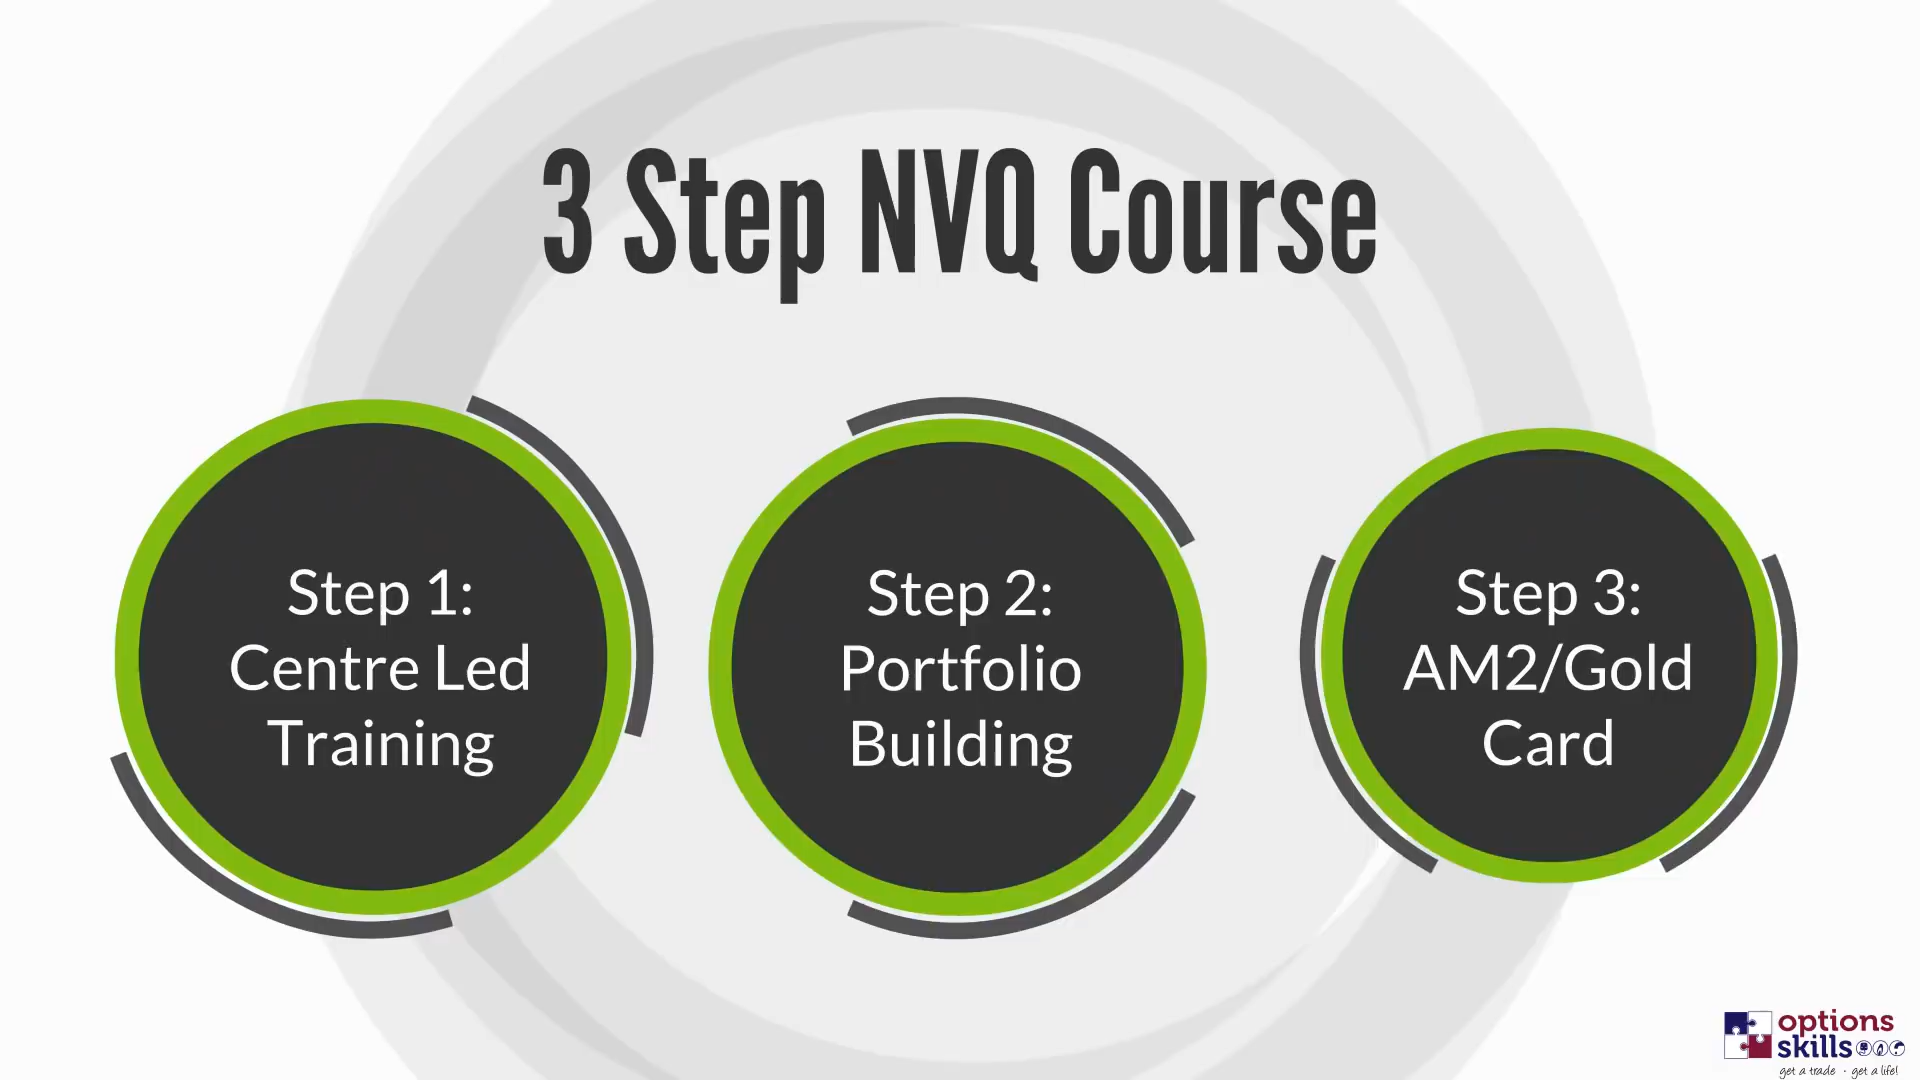 3 Step NVQ Course
Step 1:
Centre Led
Training
Step 2:
Portfolio
Building
Step 3:
AM2/Gold
Card
options
skills
get a trade · get a life!